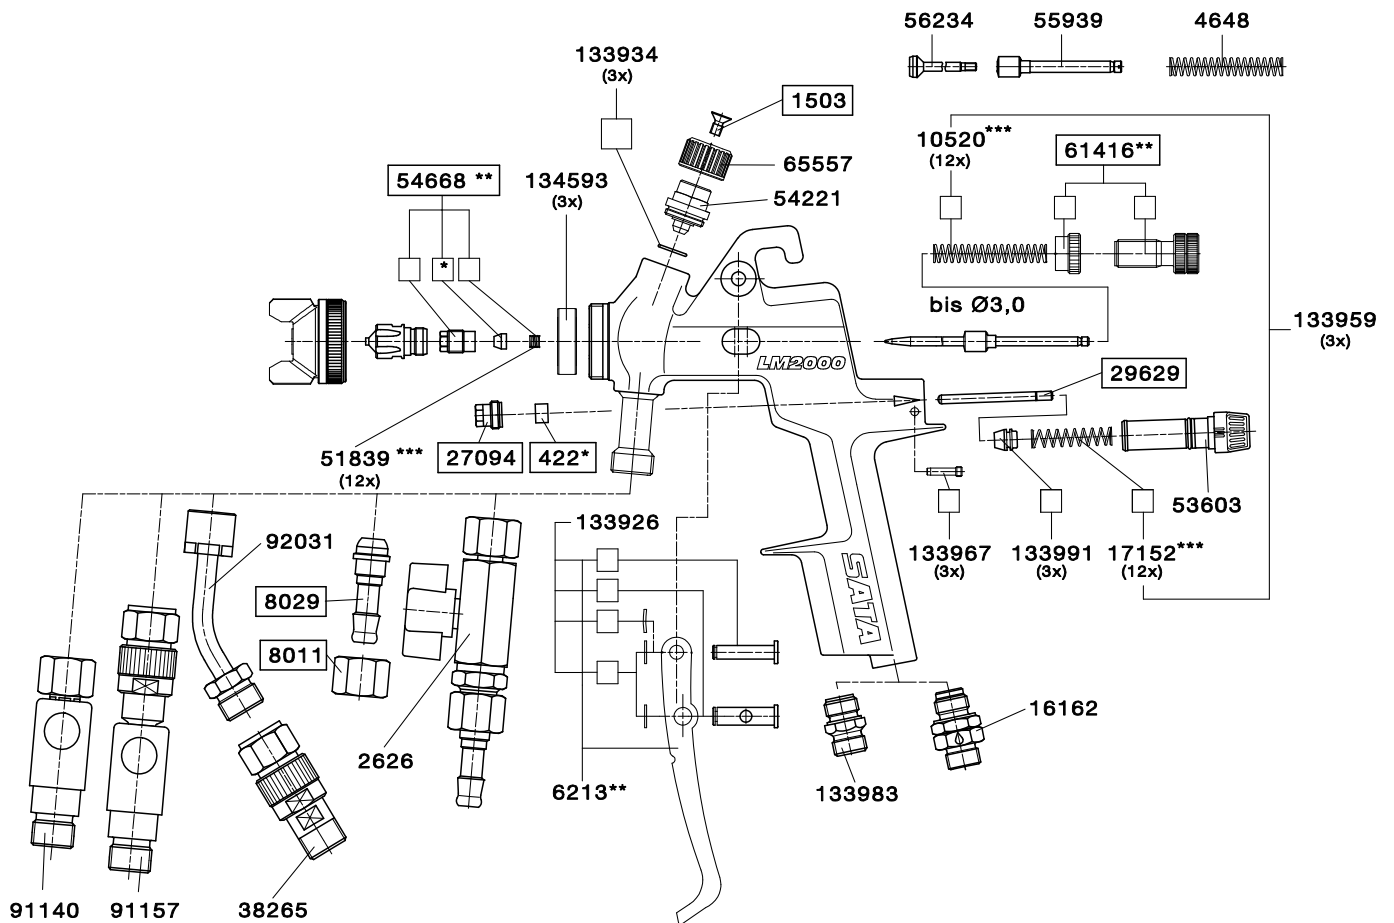 56234
55939
4648
133934
(3x)
1503
10520***
(12x)
61416**
65557
54668 **
134593
(3x)
54221
*
bis Ø3,0
133959
(3x)
LM2000
29629
51839 ***
(12x)
27094
422*
53603
133926
92031
133967
(3x)
133991
(3x)
17152***
(12x)
8029
SATA
8011
16162
2626
6213**
133983
91140
91157
38265